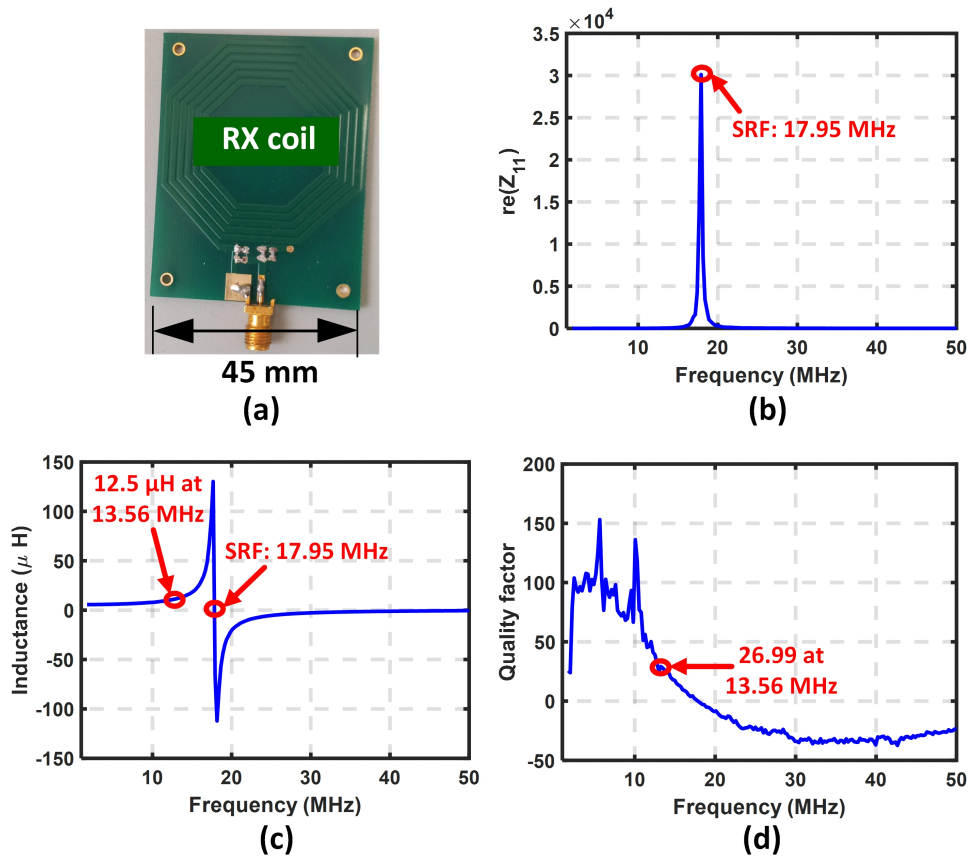 RX coil
45 mm
(a)
×10⁴
3.5
3
2.5
2
1.5
1
0.5
0
re(Z₁₁)
SRF: 17.95 MHz
10 20 30 40 50
Frequency (MHz)
(b)
150
100
50
0
-50
-100
-150
Inductance (μ H)
12.5 μH at
13.56 MHz
SRF: 17.95 MHz
10 20 30 40 50
Frequency (MHz)
(c)
200
150
100
50
0
-50
Quality factor
26.99 at
13.56 MHz
10 20 30 40 50
Frequency (MHz)
(d)